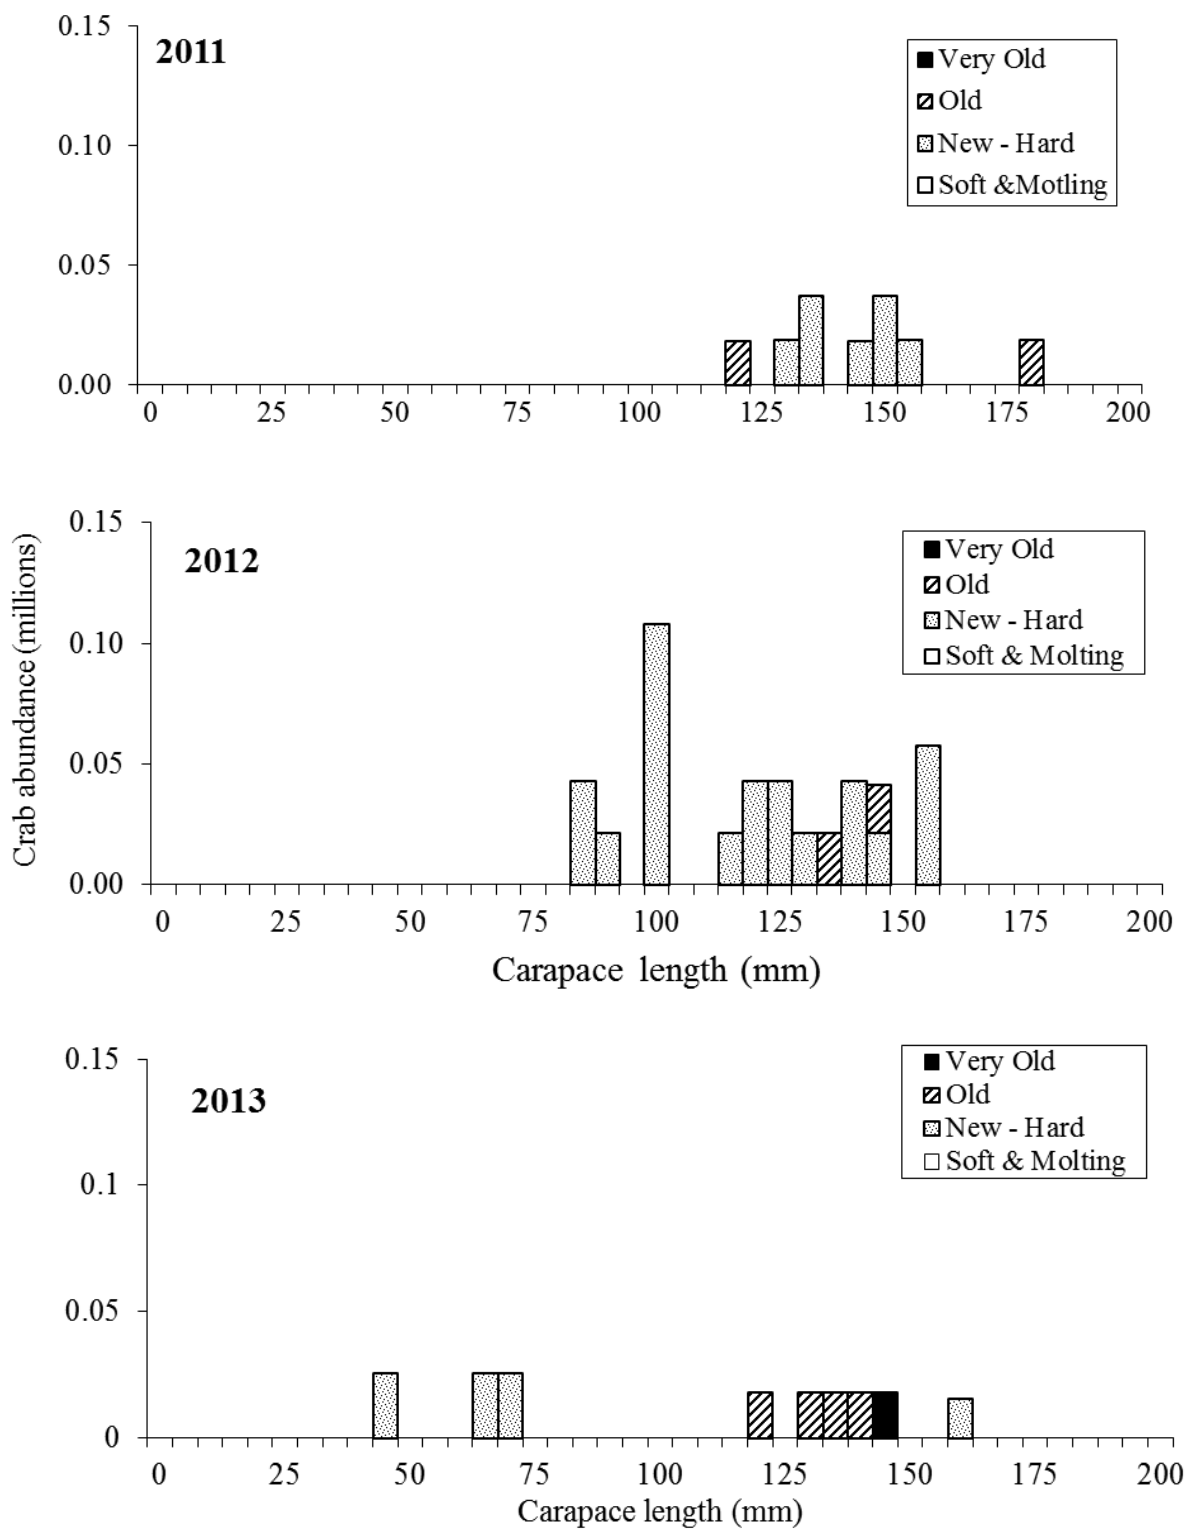 0.15
2011
Very Old
Old
New - Hard
Soft &Motling
0.10
0.05
0.00
0 25 50 75 100 125 150 175 200
Crab abundance (millions)
0.15
2012
Very Old
Old
New - Hard
Soft & Molting
0.10
0.05
0.00
0 25 50 75 100 125 150 175 200
Carapace length (mm)
0.15
2013
Very Old
Old
New - Hard
Soft & Molting
0.1
0.05
0
0 50 75 100 125 150 175 200
Carapace length (mm)